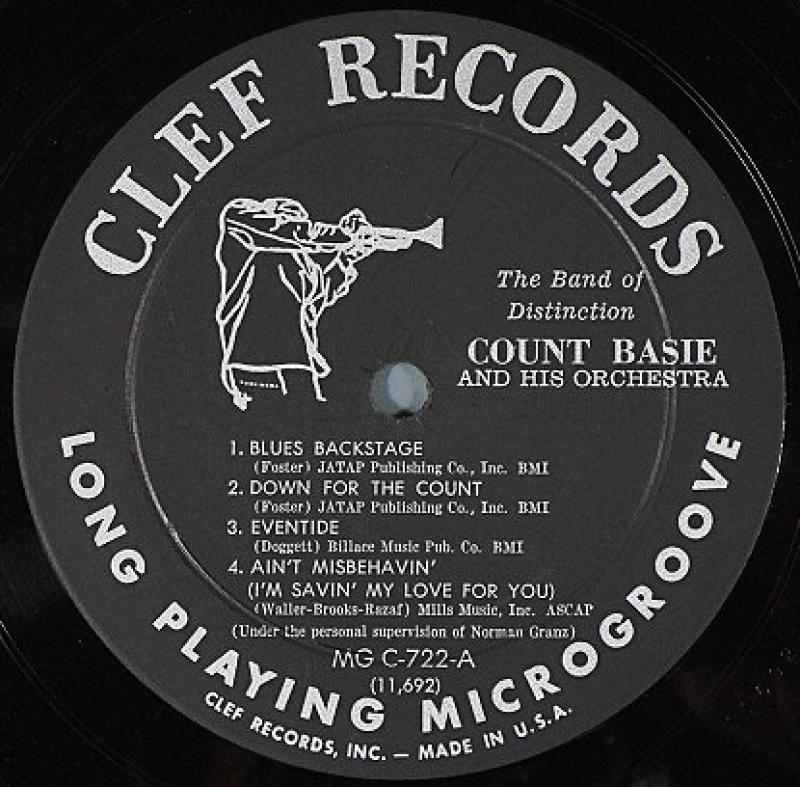 CLEF RECORDS
The Band of
Distinction
COUNT BASIE
AND HIS ORCHESTRA
1. BLUES BACKSTAGE
(Foster) JATAP Publishing Co., Inc. BMI
2. DOWN FOR THE COUNT
(Foster) JATAP Publishing Co., Inc. BMI
3. EVENTIDE
(Doggett) Billace Music Pub. Co. BMI
4. AIN'T MISBEHAVIN'
(I'M SAVIN' MY LOVE FOR YOU)
(Waller-Brooks-Razaf) Mills Music, Inc. ASCAP
(Under the personal supervision of Norman Granz)
MG C-722-A
(11,692)
LONG PLAYING MICROGROOVE
CLEF RECORDS, INC. — MADE IN U.S.A.